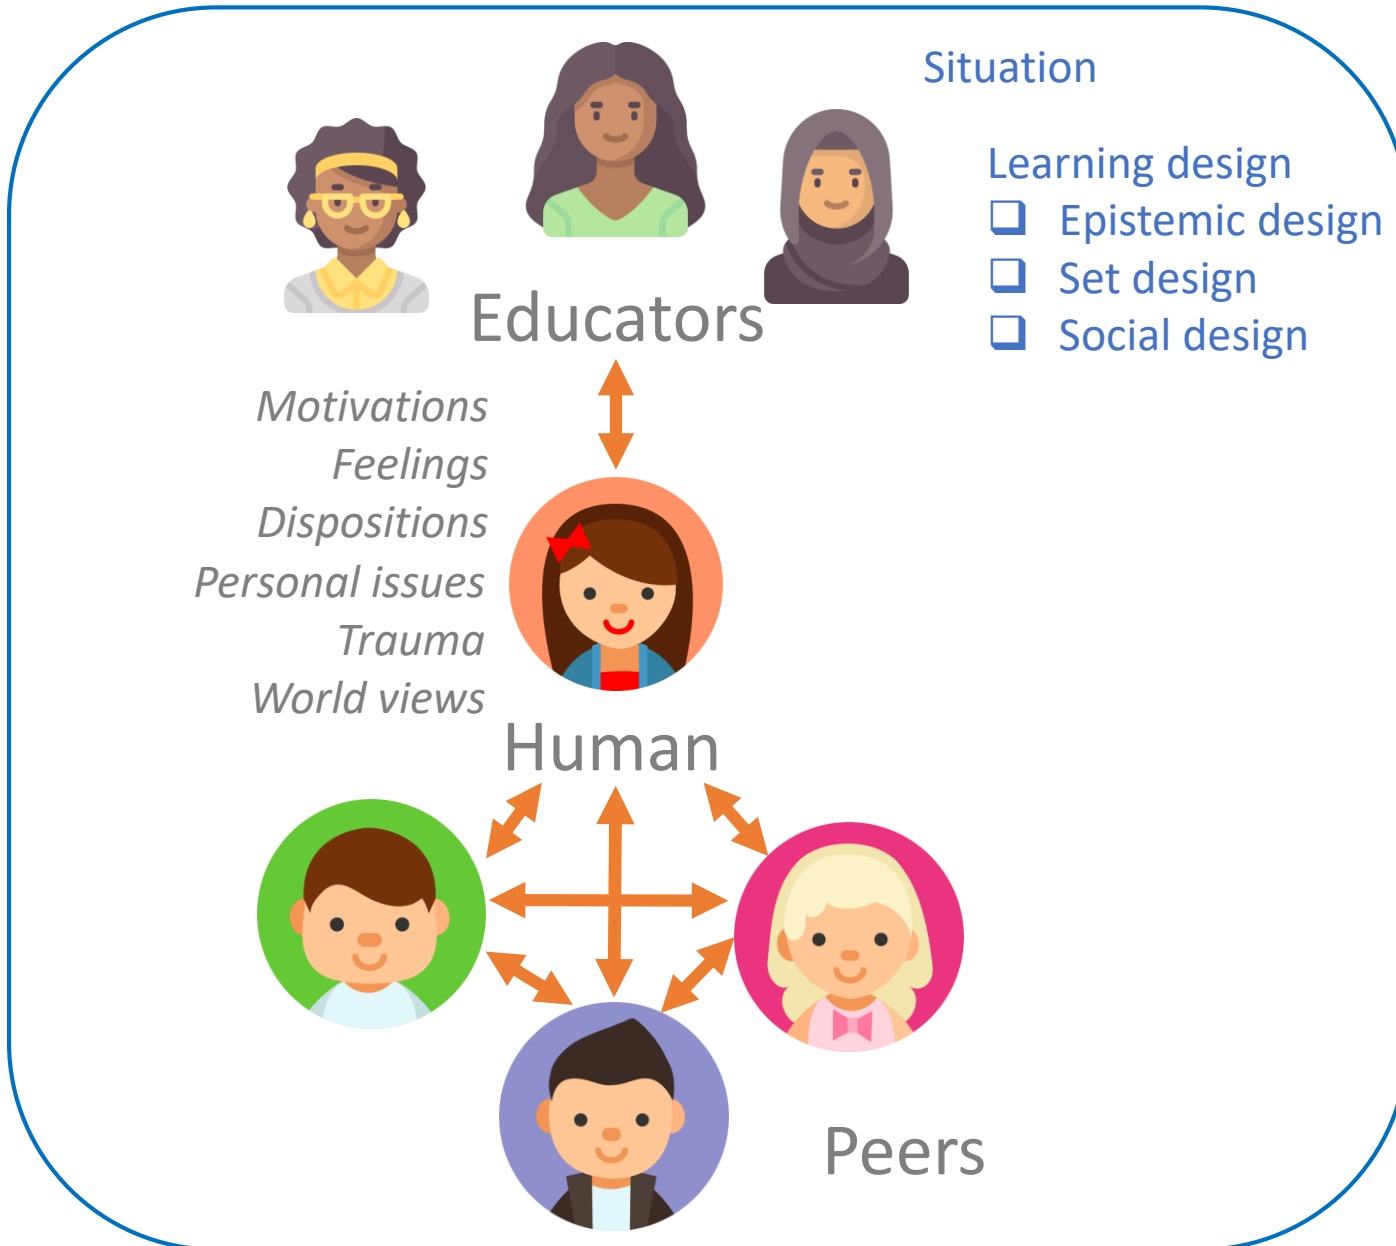 Situation
Learning design
❑ Epistemic design
❑ Set design
❑ Social design
Educators
Motivations
Feelings
Dispositions
Personal issues
Trauma
World views
Human
Peers